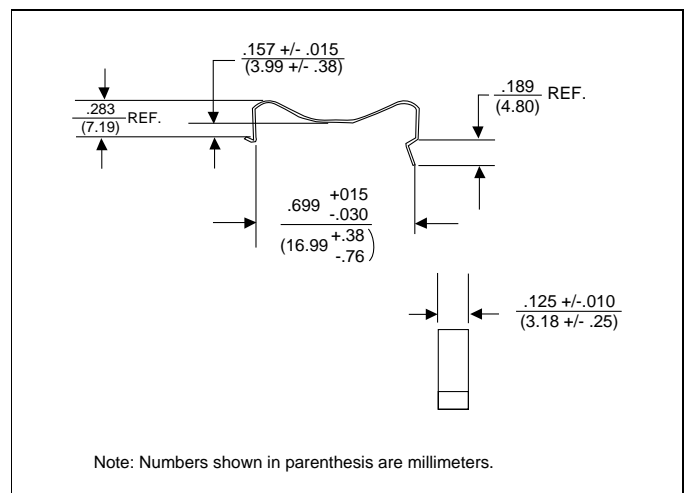 .157 +/- .015
(3.99 +/- .38)
.283
(7.19)
REF.
.189
(4.80)
REF.
.699 +015
-.030
(16.99 +.38
-.76)
.125 +/-.010
(3.18 +/- .25)
Note: Numbers shown in parenthesis are millimeters.